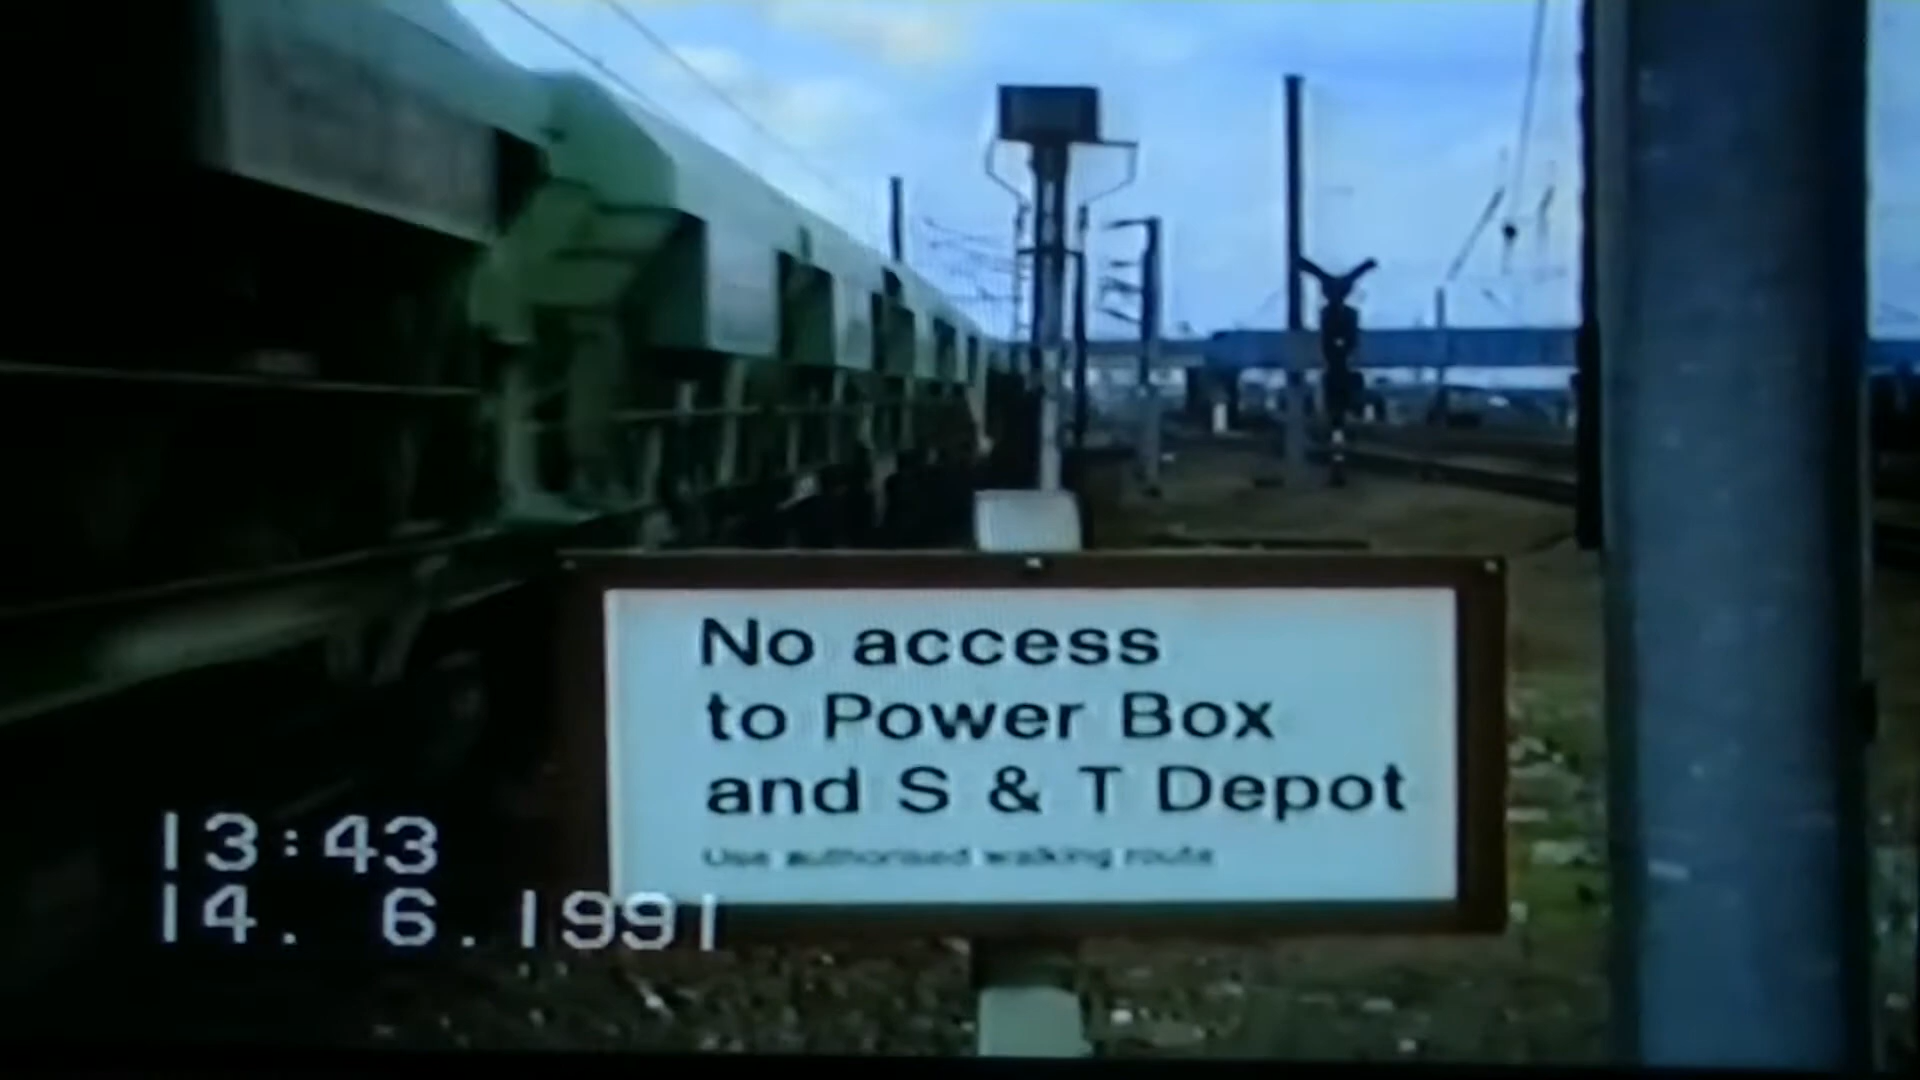 No access
to Power Box
and S & T Depot
Use authorised walking route
13:43
14. 6.1991